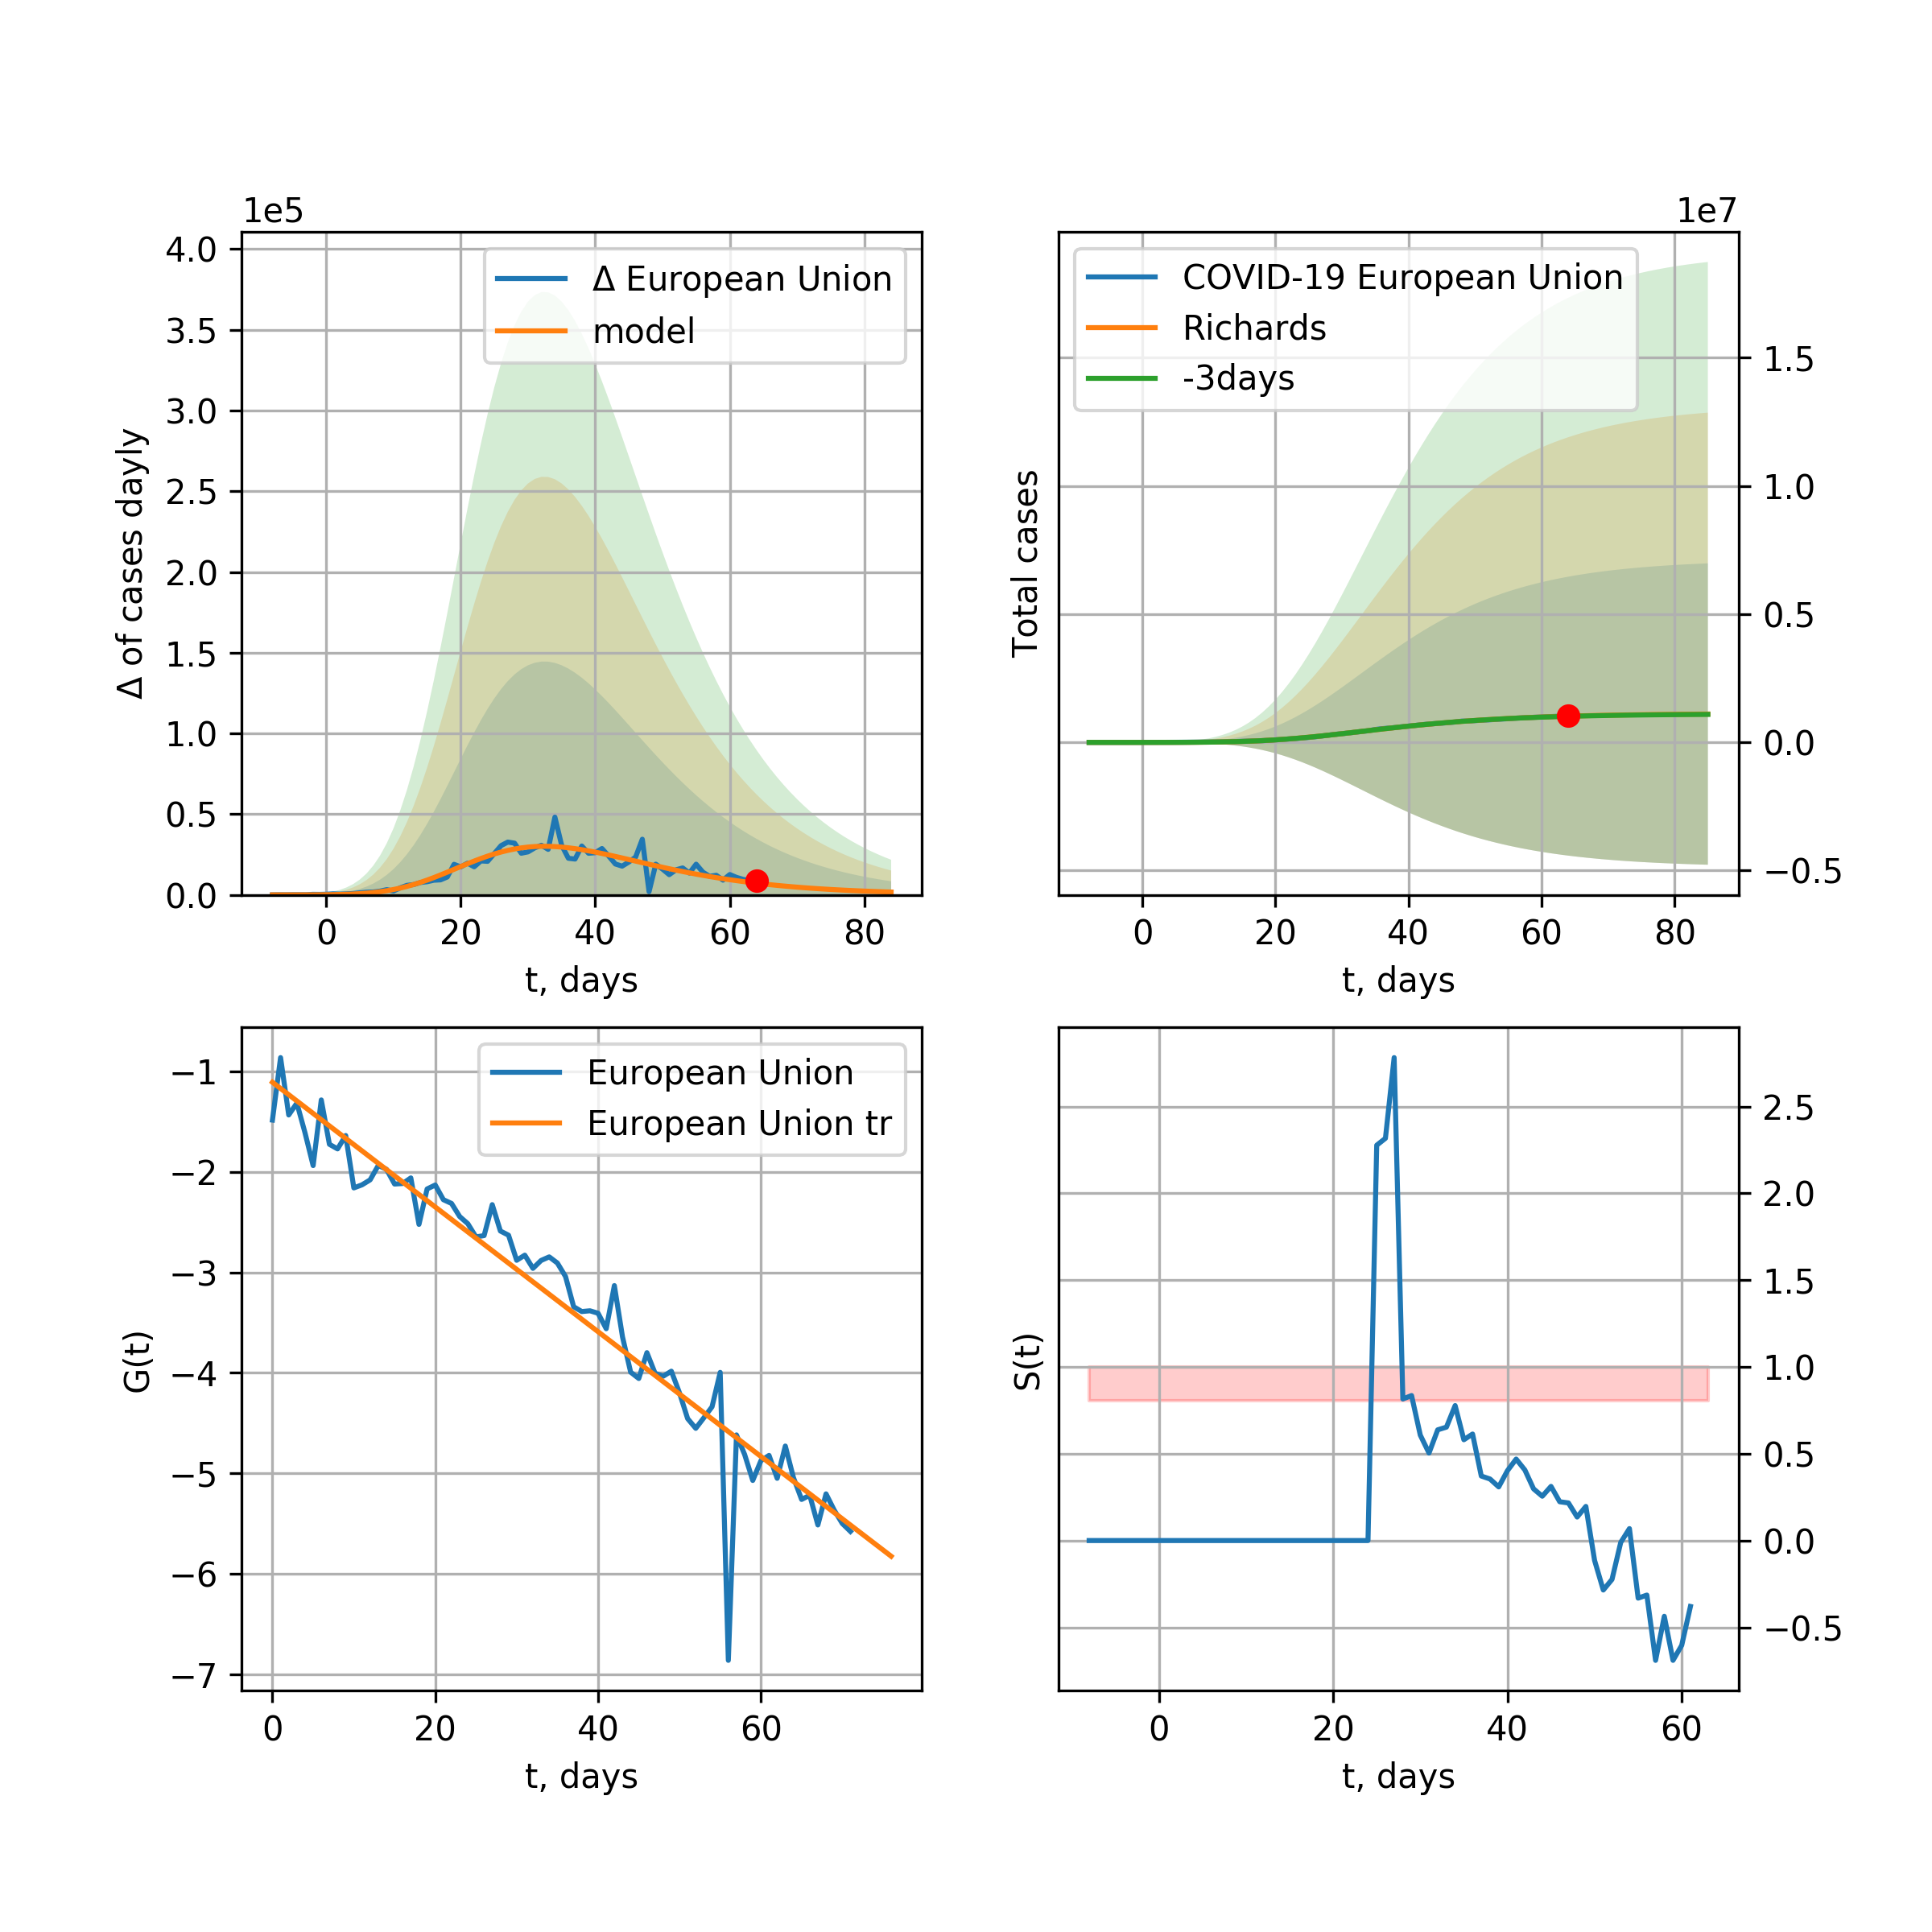 1e5
4.0
3.5
3.0
2.5
2.0
1.5
1.0
0.5
0.0
Δ of cases dayly
Δ European Union
model
0 20 40 60 80
t, days
1e7
COVID-19 European Union
Richards
-3days
Total cases
1.5
1.0
0.5
0.0
−0.5
0 20 40 60 80
t, days
−1
−2
−3
−4
−5
−6
−7
G(t)
European Union
European Union tr
0 20 40 60
t, days
S(t)
2.5
2.0
1.5
1.0
0.5
0.0
−0.5
0 20 40 60
t, days